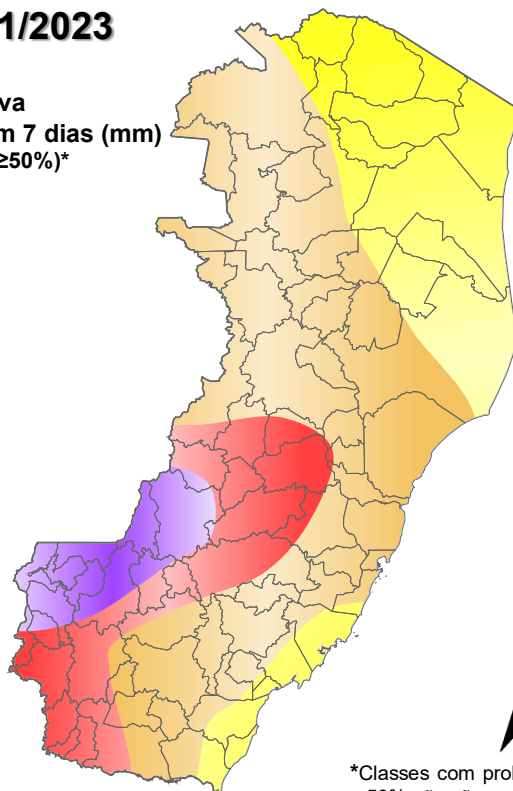 1/2023
va
m 7 dias (mm)
≥50%)*
*Classes com prob